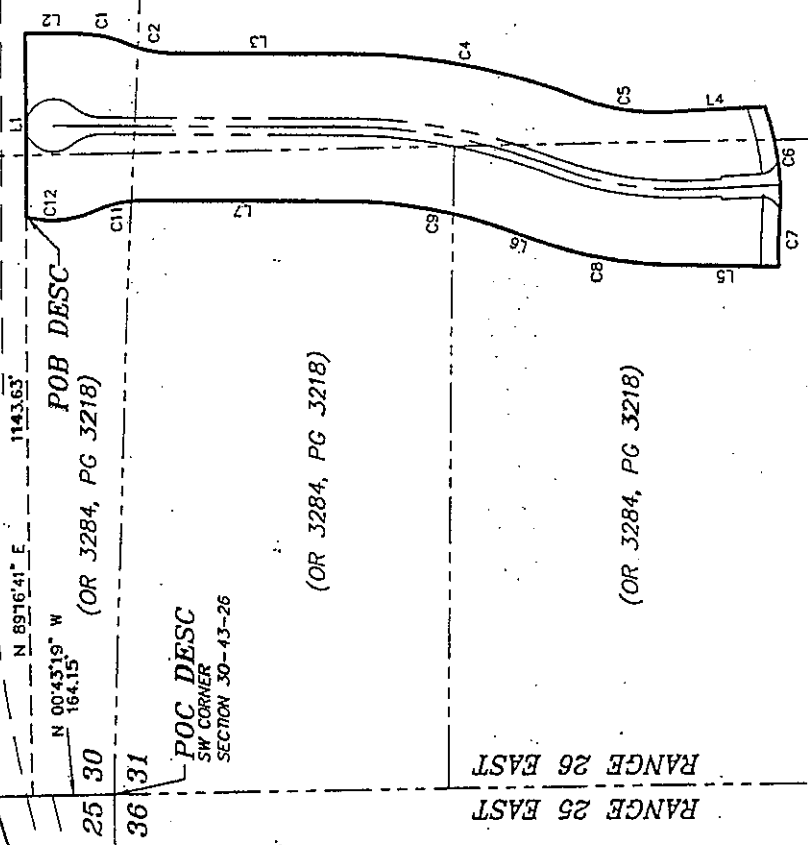 L2
C1
C2
L3
C4
C5
L4
C6
L1
C12
C11
L7
C9
L6
C8
L5
C7
1143.63'
N 89°16'41" E
POB DESC
(OR 3284, PG 3218)
N 00°43'19" W
164.15'
POC DESC
SW CORNER
SECTION 30-43-26
25 30
36 31
(OR 3284, PG 3218)
(OR 3284, PG 3218)
RANGE 26 EAST
RANGE 25 EAST